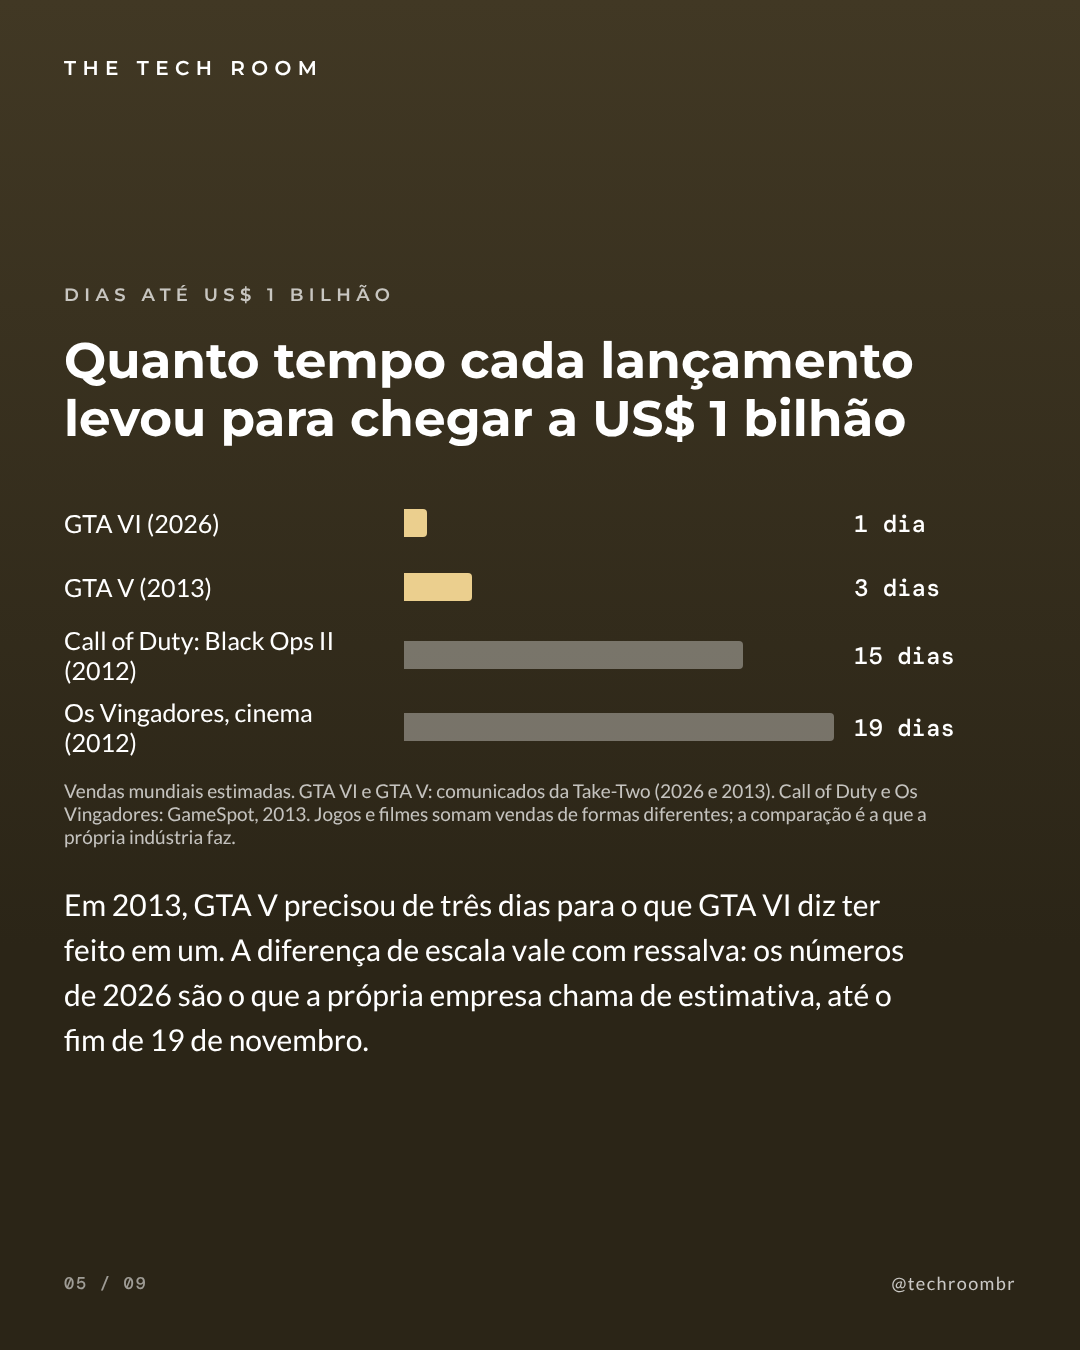 THE TECH ROOM
DIAS ATÉ US$ 1 BILHÃO
Quanto tempo cada lançamento
levou para chegar a US$ 1 bilhão
GTA VI (2026)
1 dia
GTA V (2013)
3 dias
Call of Duty: Black Ops II
(2012)
15 dias
Os Vingadores, cinema
(2012)
19 dias
Vendas mundiais estimadas. GTA VI e GTA V: comunicados da Take-Two (2026 e 2013). Call of Duty e Os
Vingadores: GameSpot, 2013. Jogos e filmes somam vendas de formas diferentes; a comparação é a que a
própria indústria faz.
Em 2013, GTA V precisou de três dias para o que GTA VI diz ter
feito em um. A diferença de escala vale com ressalva: os números
de 2026 são o que a própria empresa chama de estimativa, até o
fim de 19 de novembro.
05 / 09
@techroombr